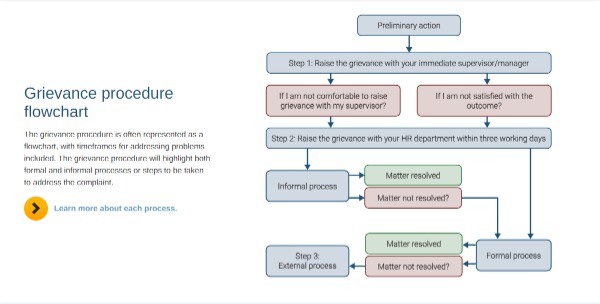 Grievance procedure
flowchart
The grievance procedure is often represented as a
flowchart, with timeframes for addressing problems
included. The grievance procedure will highlight both
formal and informal processes or steps to be taken
to address the complaint.
Learn more about each process.
Preliminary action
Step 1: Raise the grievance with your immediate supervisor/manager
If I am not comfortable to raise
grievance with my supervisor?
If I am not satisfied with the
outcome?
Step 2: Raise the grievance with your HR department within three working days
Informal process
Matter resolved
Matter not resolved?
Formal process
Matter resolved
Matter not resolved?
Step 3:
External process